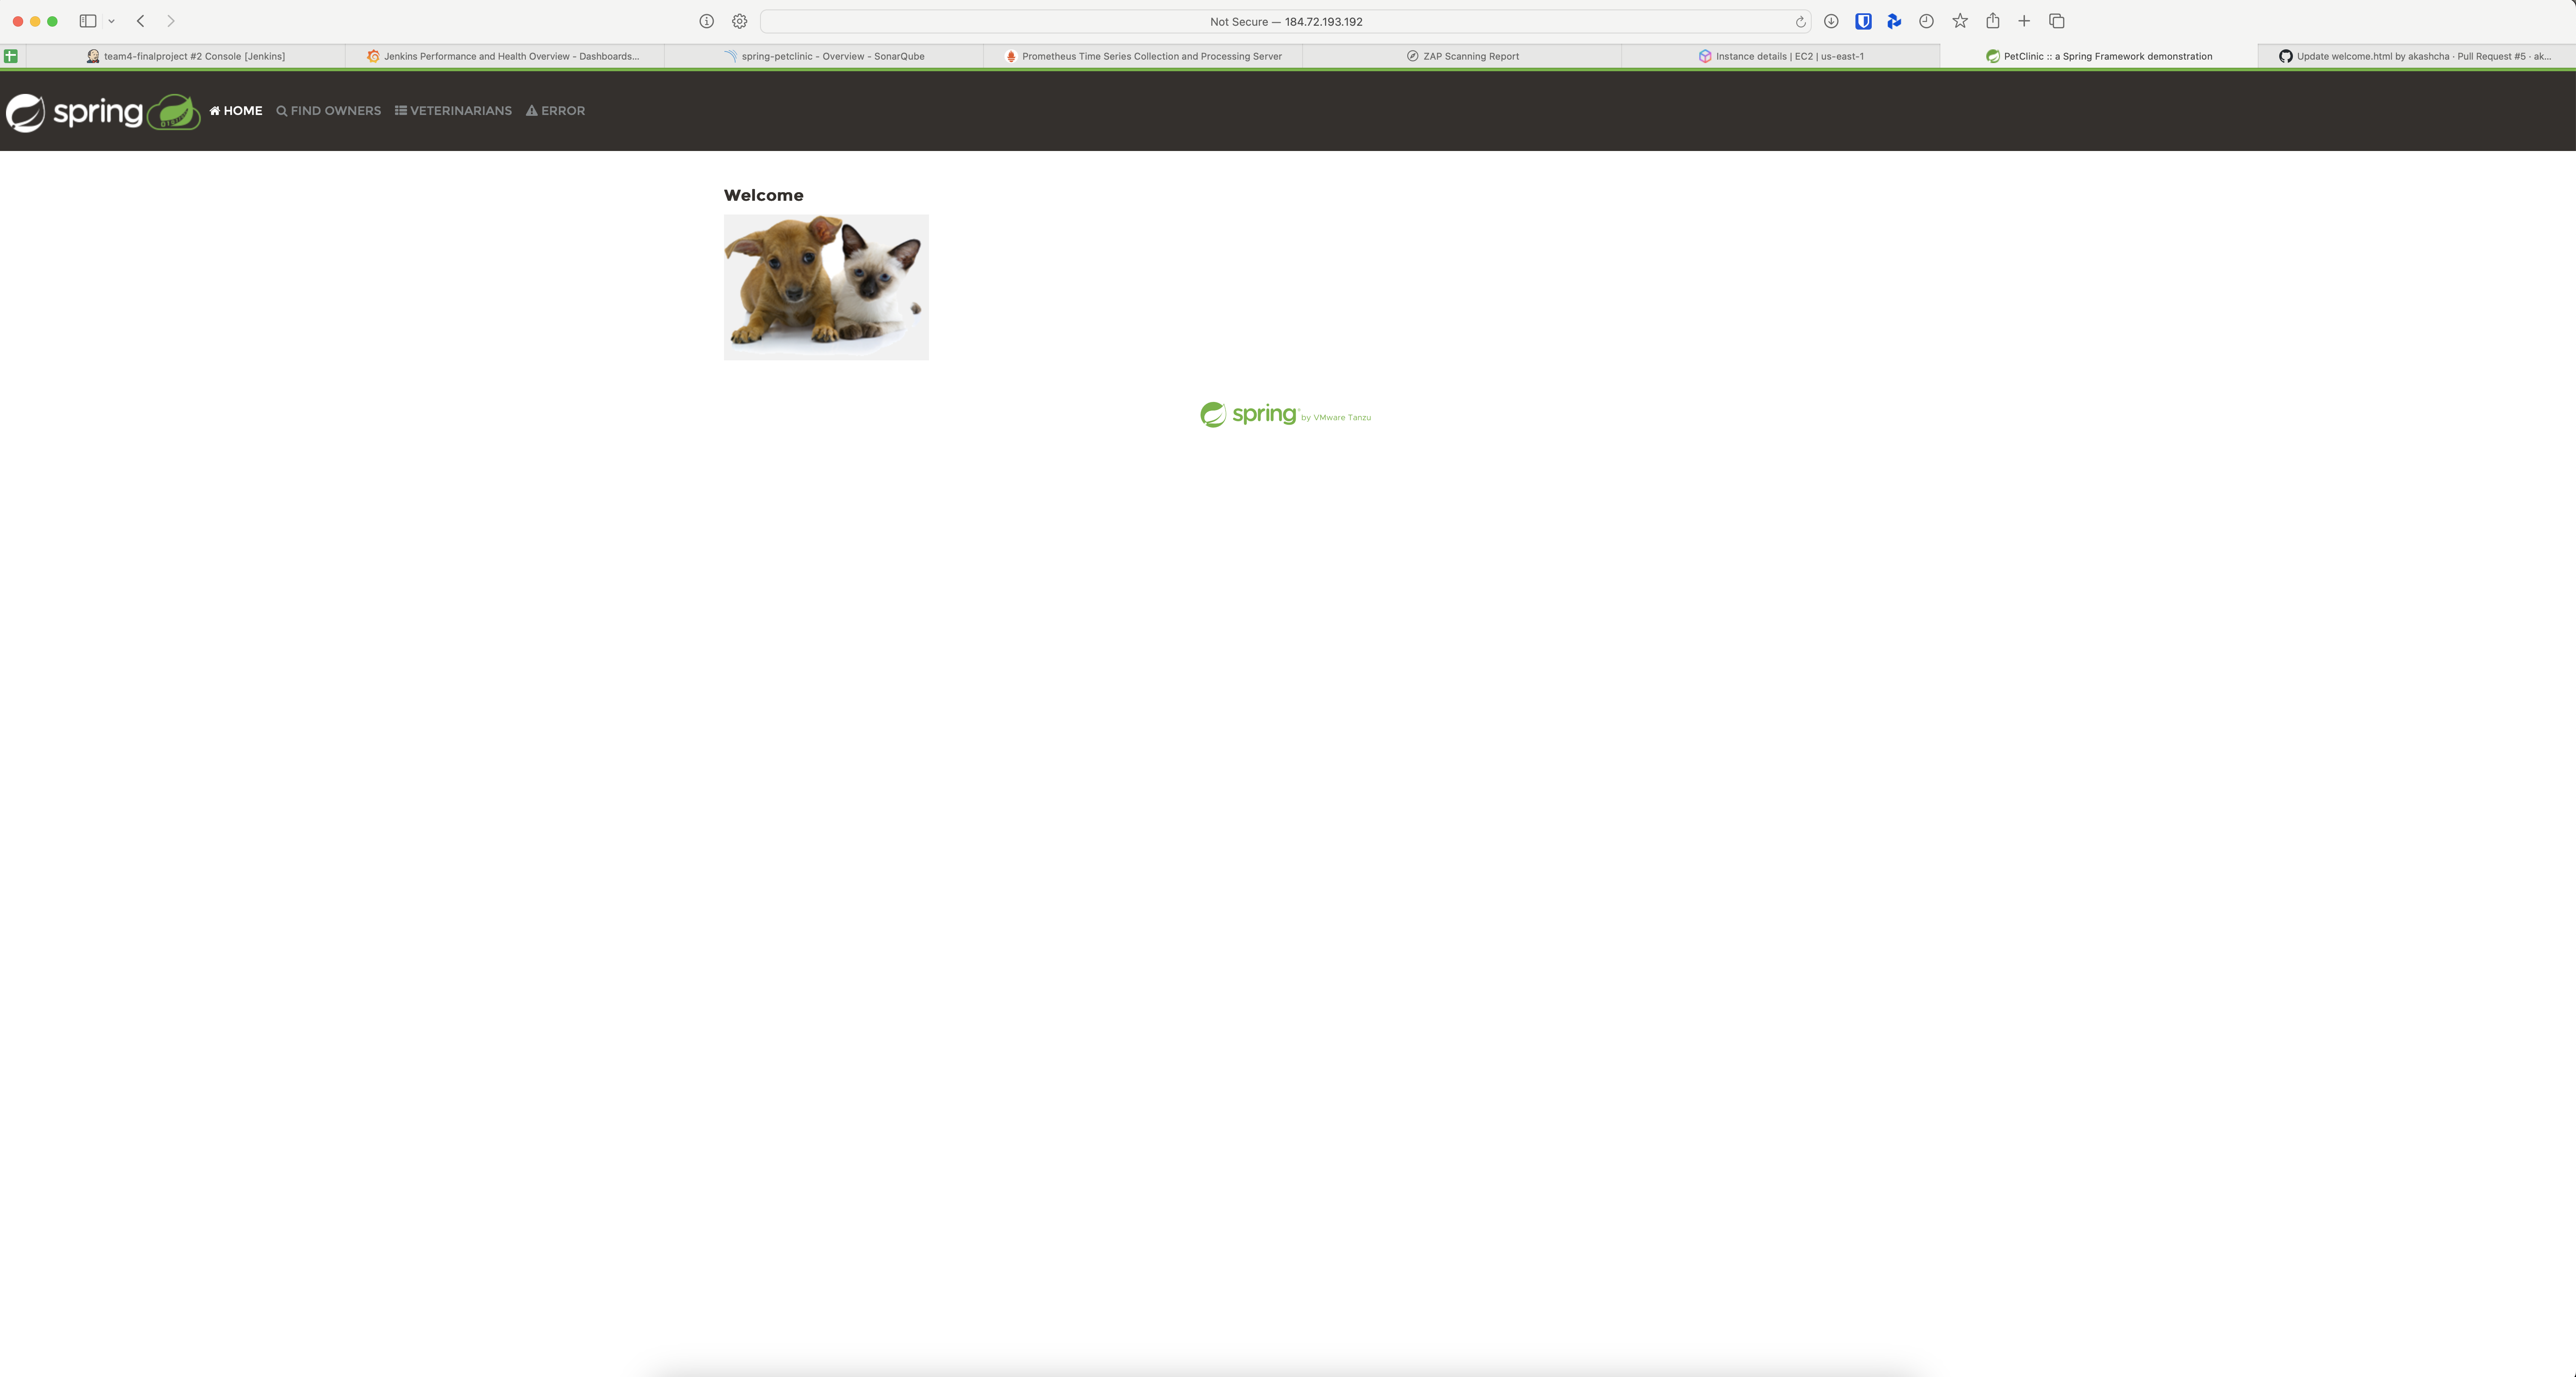 Not Secure — 184.72.193.192
team4-finalproject #2 Console [Jenkins]
Jenkins Performance and Health Overview - Dashboards...
spring-petclinic - Overview - SonarQube
Prometheus Time Series Collection and Processing Server
ZAP Scanning Report
Instance details | EC2 | us-east-1
PetClinic :: a Spring Framework demonstration
Update welcome.html by akashcha · Pull Request #5 · ak...
spring
HOME
FIND OWNERS
VETERINARIANS
ERROR
Welcome
spring by VMware Tanzu